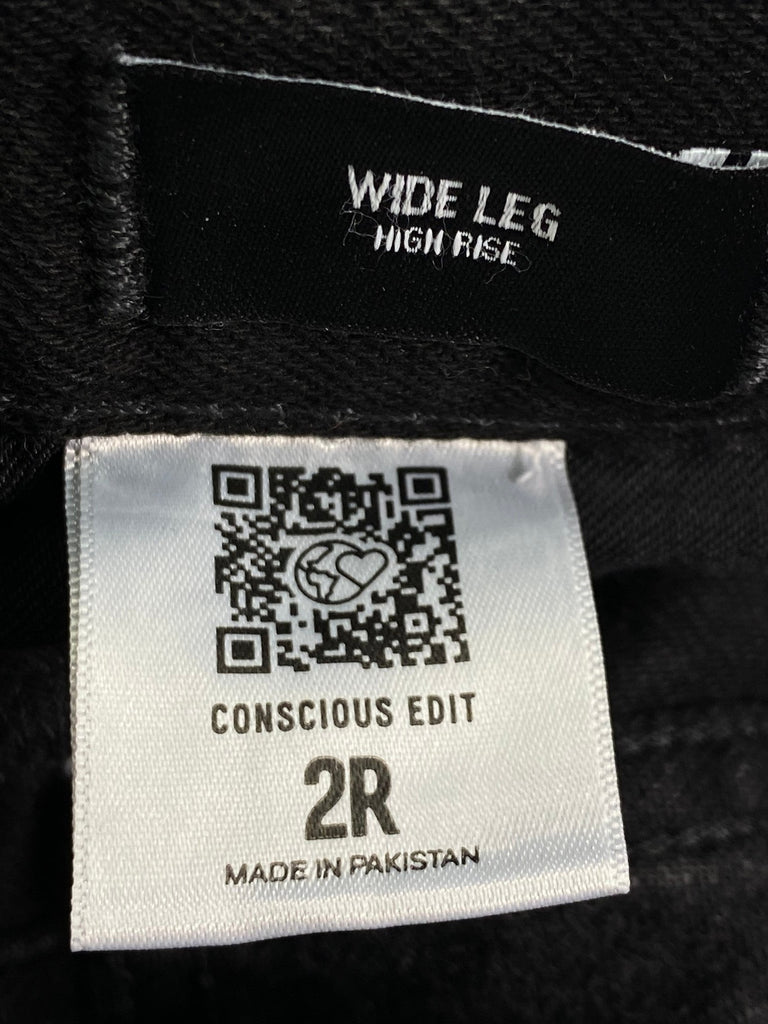 WIDE LEG
HIGH RISE
CONSCIOUS EDIT
2R
MADE IN PAKISTAN